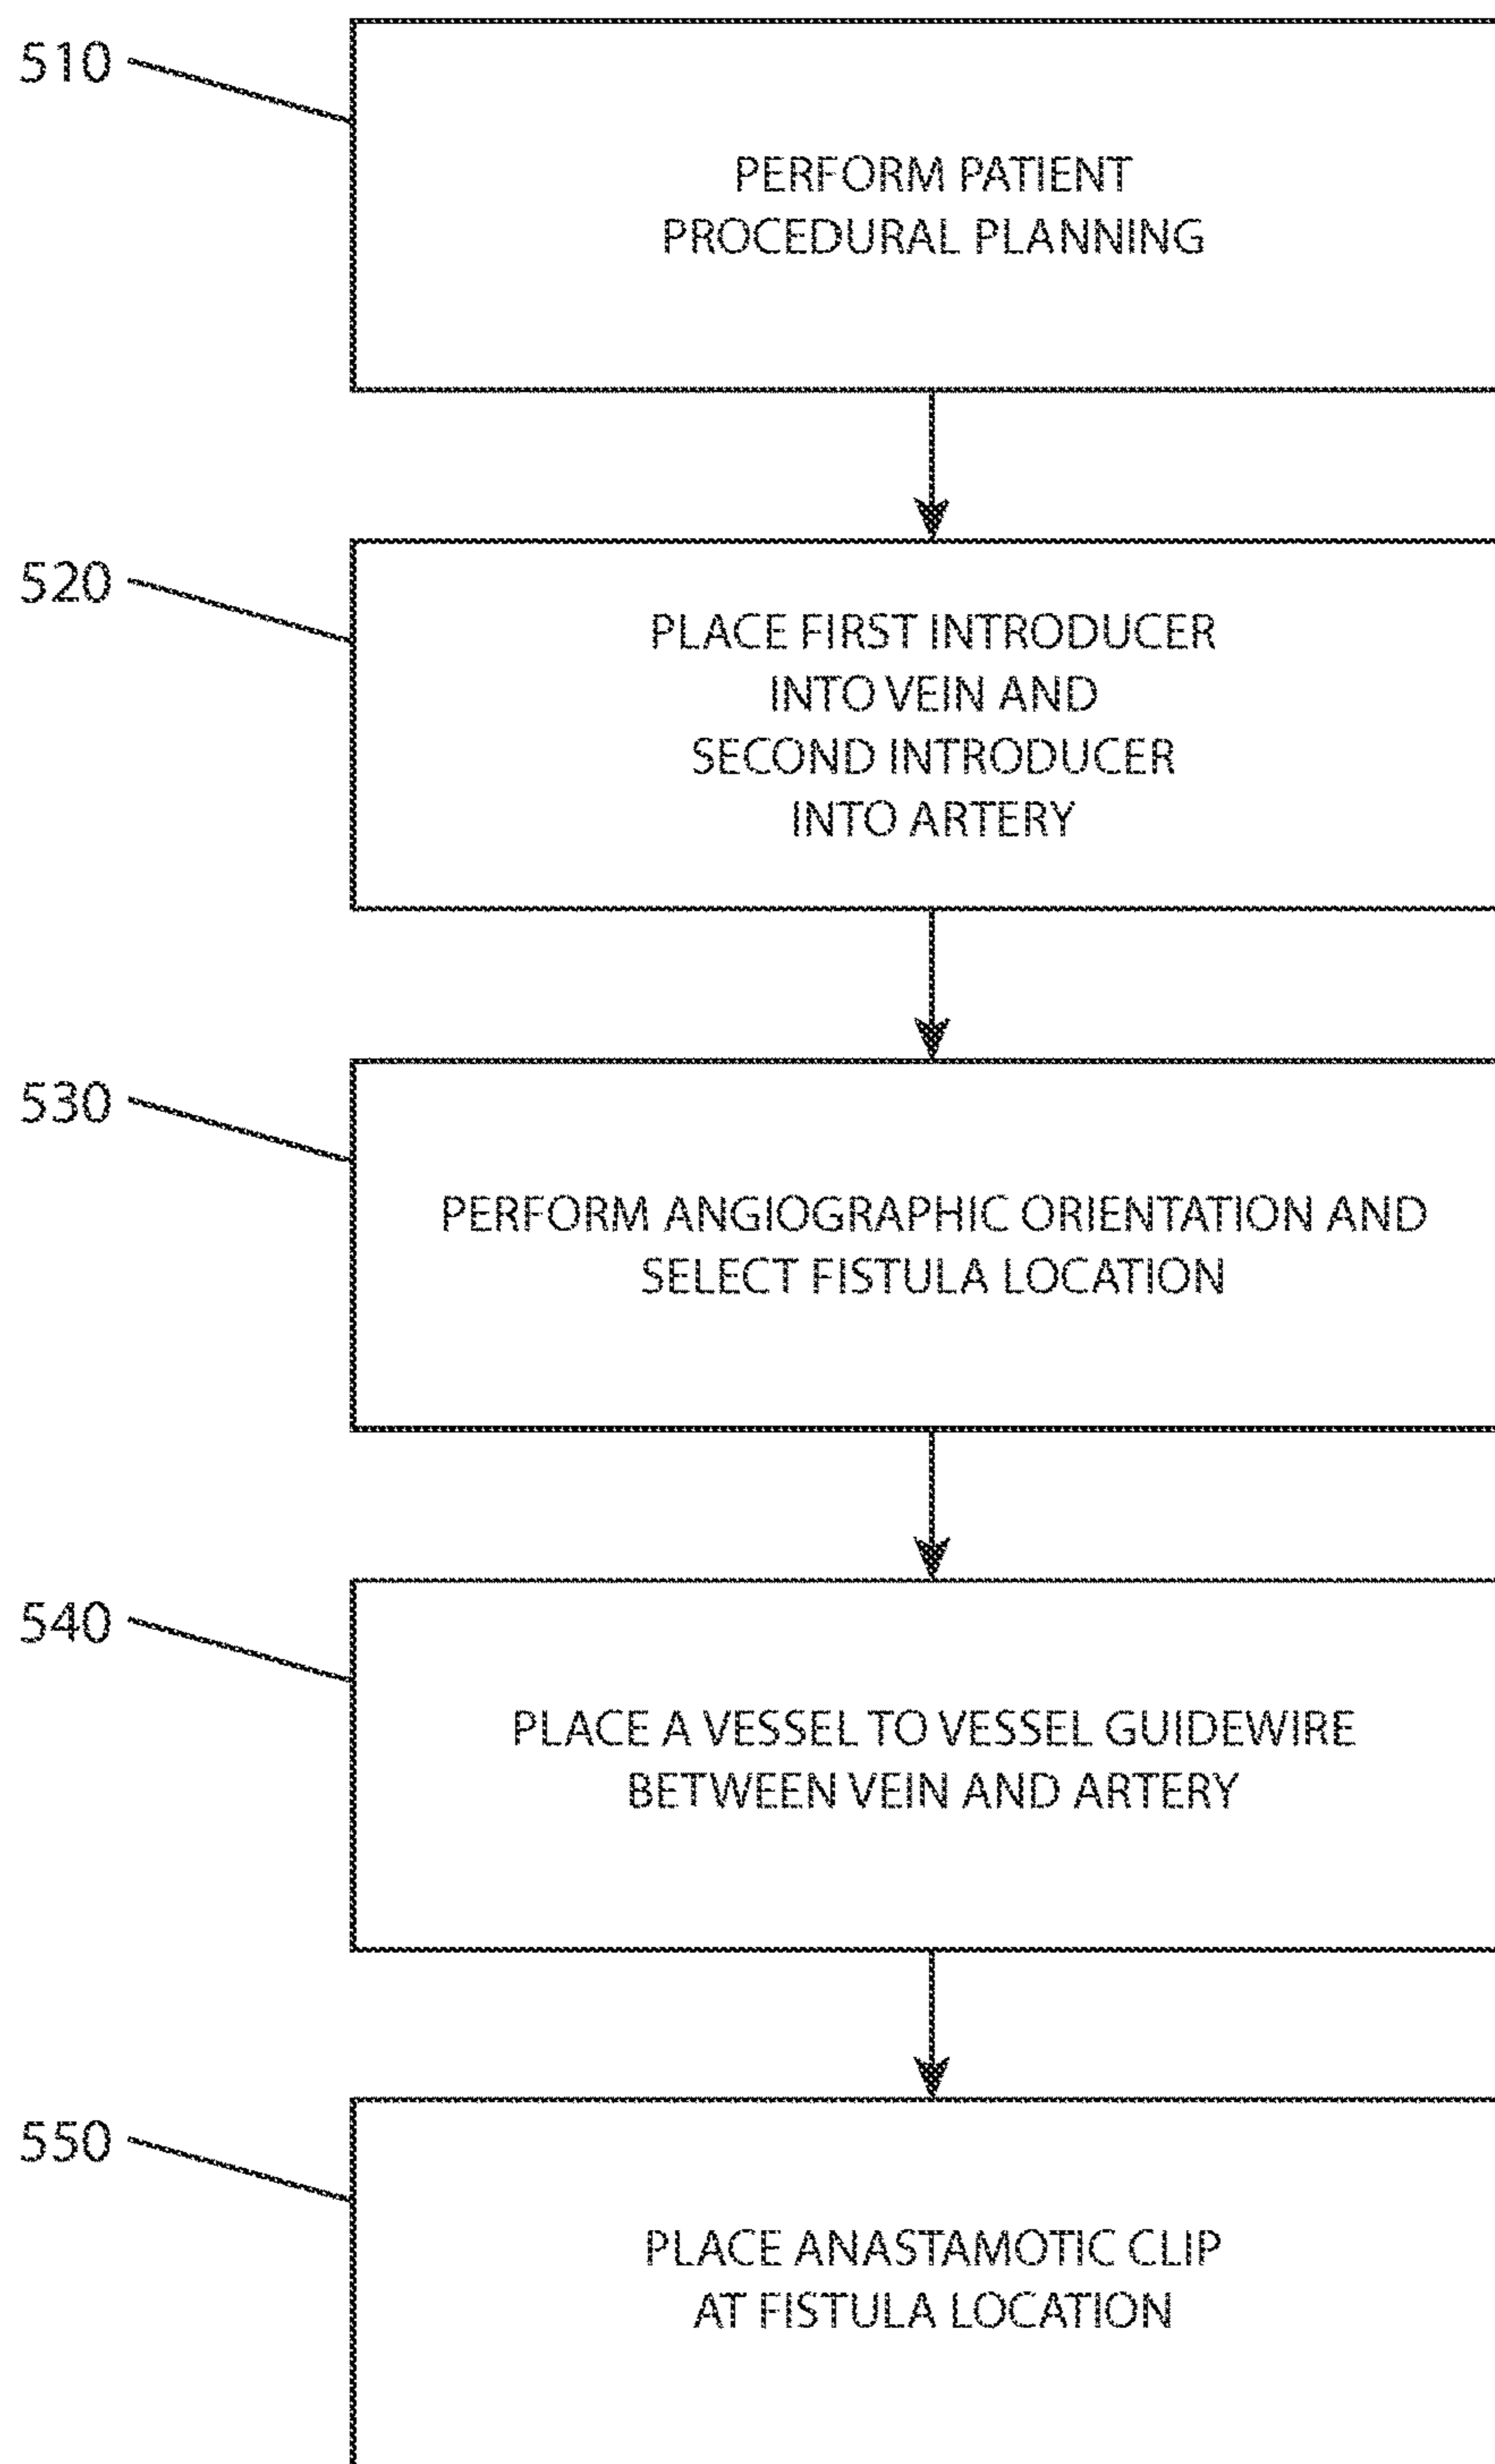 510
PERFORM PATIENT
PROCEDURAL PLANNING
520
PLACE FIRST INTRODUCER
INTO VEIN AND
SECOND INTRODUCER
INTO ARTERY
530
PERFORM ANGIOGRAPHIC ORIENTATION AND
SELECT FISTULA LOCATION
540
PLACE A VESSEL TO VESSEL GUIDEWIRE
BETWEEN VEIN AND ARTERY
550
PLACE ANASTAMOTIC CLIP
AT FISTULA LOCATION